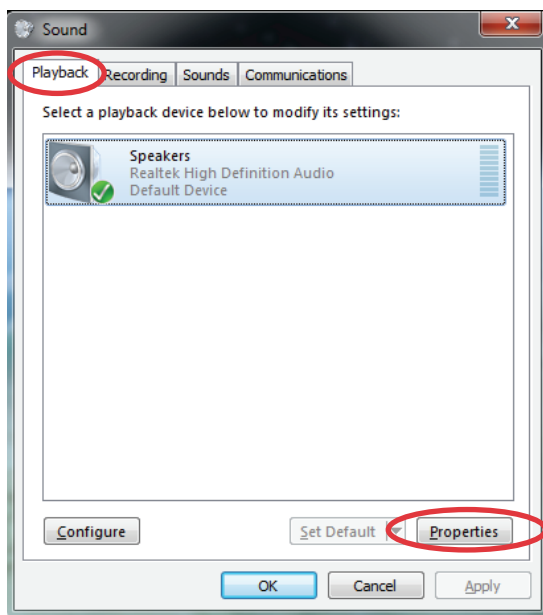 Sound
Playback Recording Sounds Communications
Select a playback device below to modify its settings:
Speakers
Realtek High Definition Audio
Default Device
Configure Set Default Properties
OK Cancel Apply